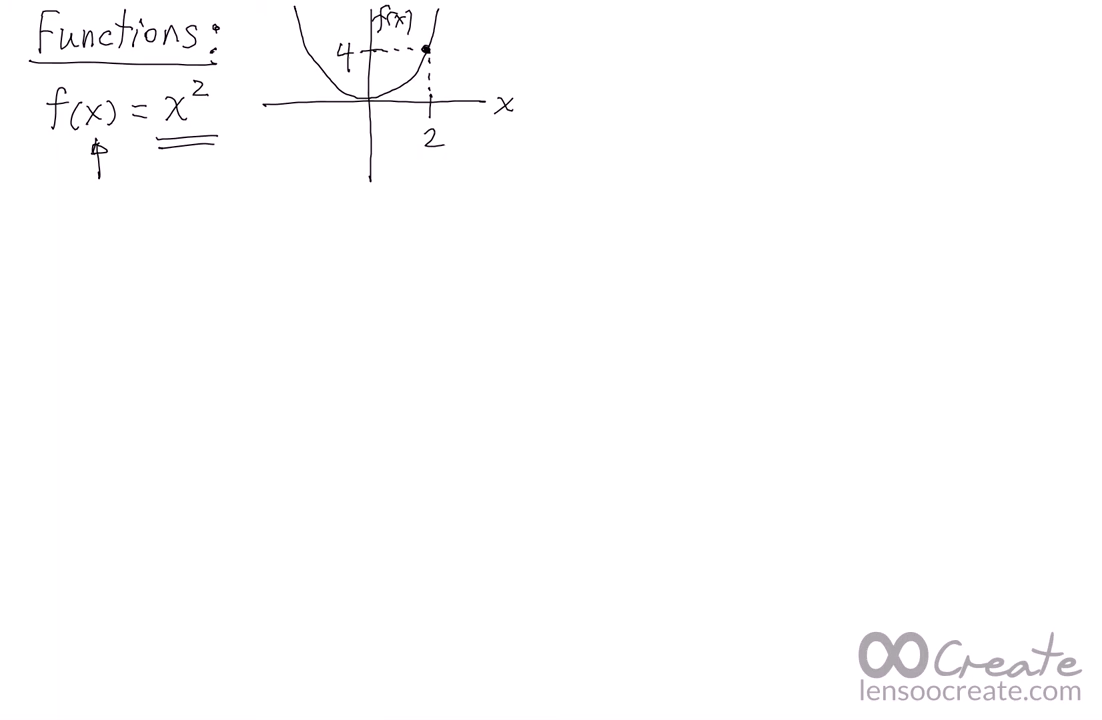 Functions:
f(x) = x²
f(x)
4
x
2
∞Create
lensoocreate.com